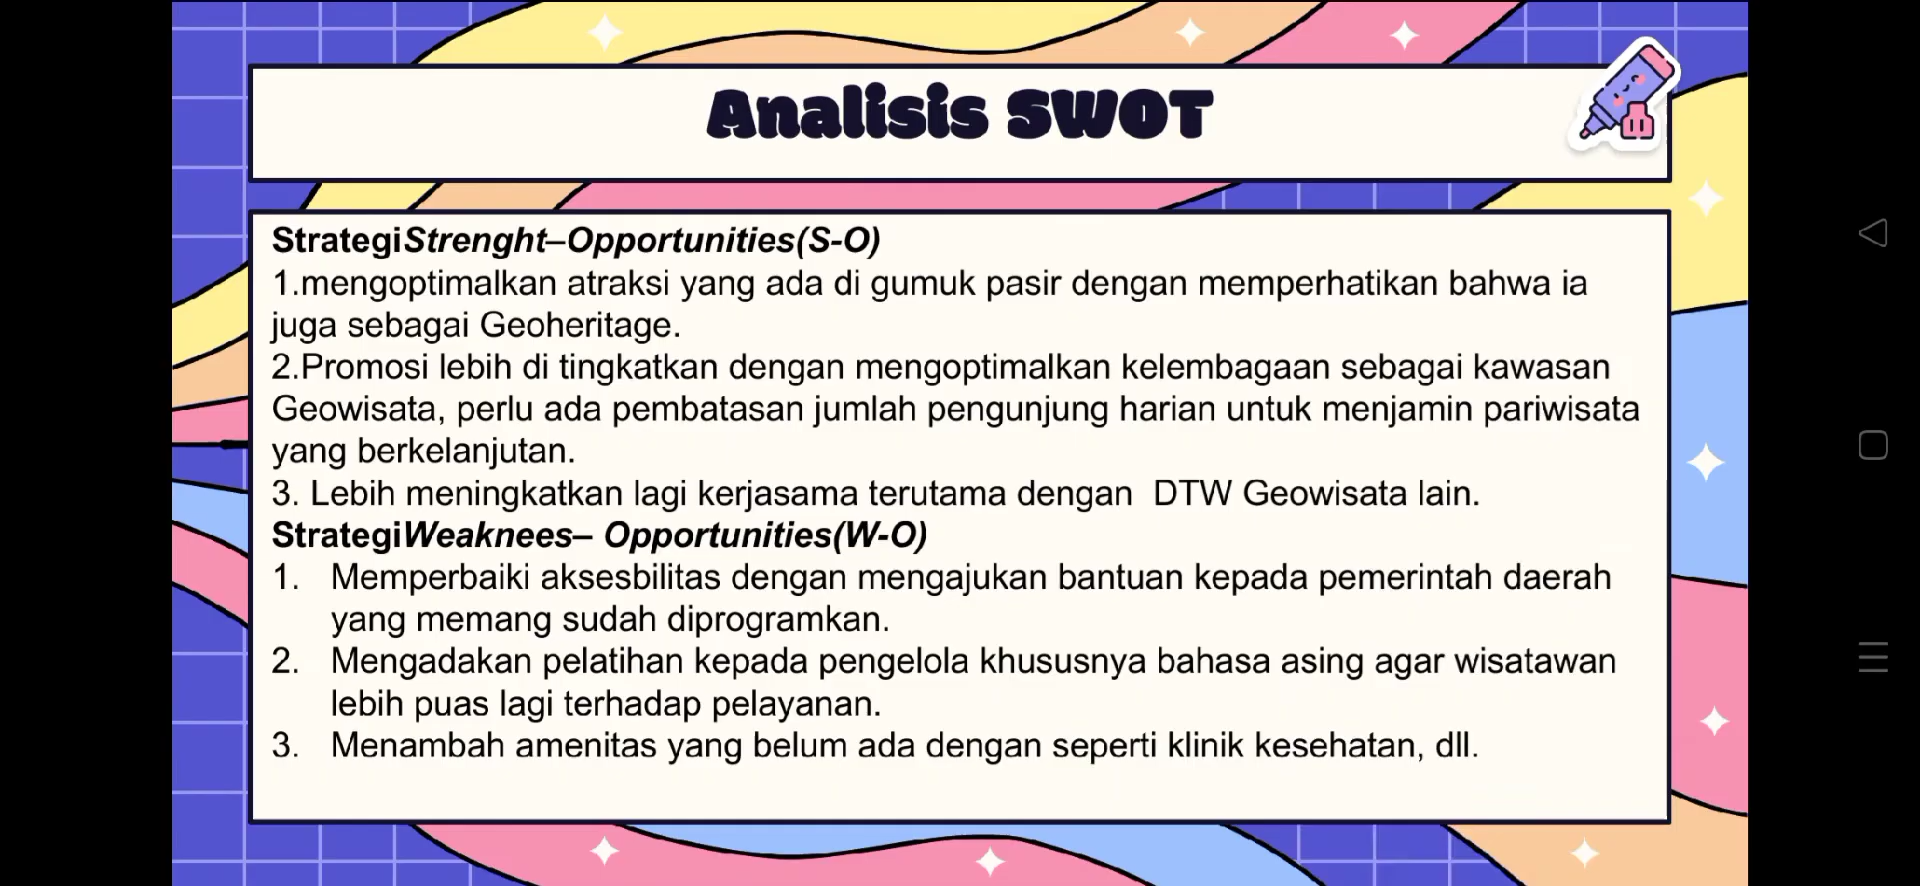 Analisis SWOT
StrategiStrenght–Opportunities(S-O)
1.mengoptimalkan atraksi yang ada di gumuk pasir dengan memperhatikan bahwa ia
juga sebagai Geoheritage.
2.Promosi lebih di tingkatkan dengan mengoptimalkan kelembagaan sebagai kawasan
Geowisata, perlu ada pembatasan jumlah pengunjung harian untuk menjamin pariwisata
yang berkelanjutan.
3. Lebih meningkatkan lagi kerjasama terutama dengan  DTW Geowisata lain.
StrategiWeaknees– Opportunities(W-O)
1. Memperbaiki aksesbilitas dengan mengajukan bantuan kepada pemerintah daerah
yang memang sudah diprogramkan.
2. Mengadakan pelatihan kepada pengelola khususnya bahasa asing agar wisatawan
lebih puas lagi terhadap pelayanan.
3. Menambah amenitas yang belum ada dengan seperti klinik kesehatan, dll.